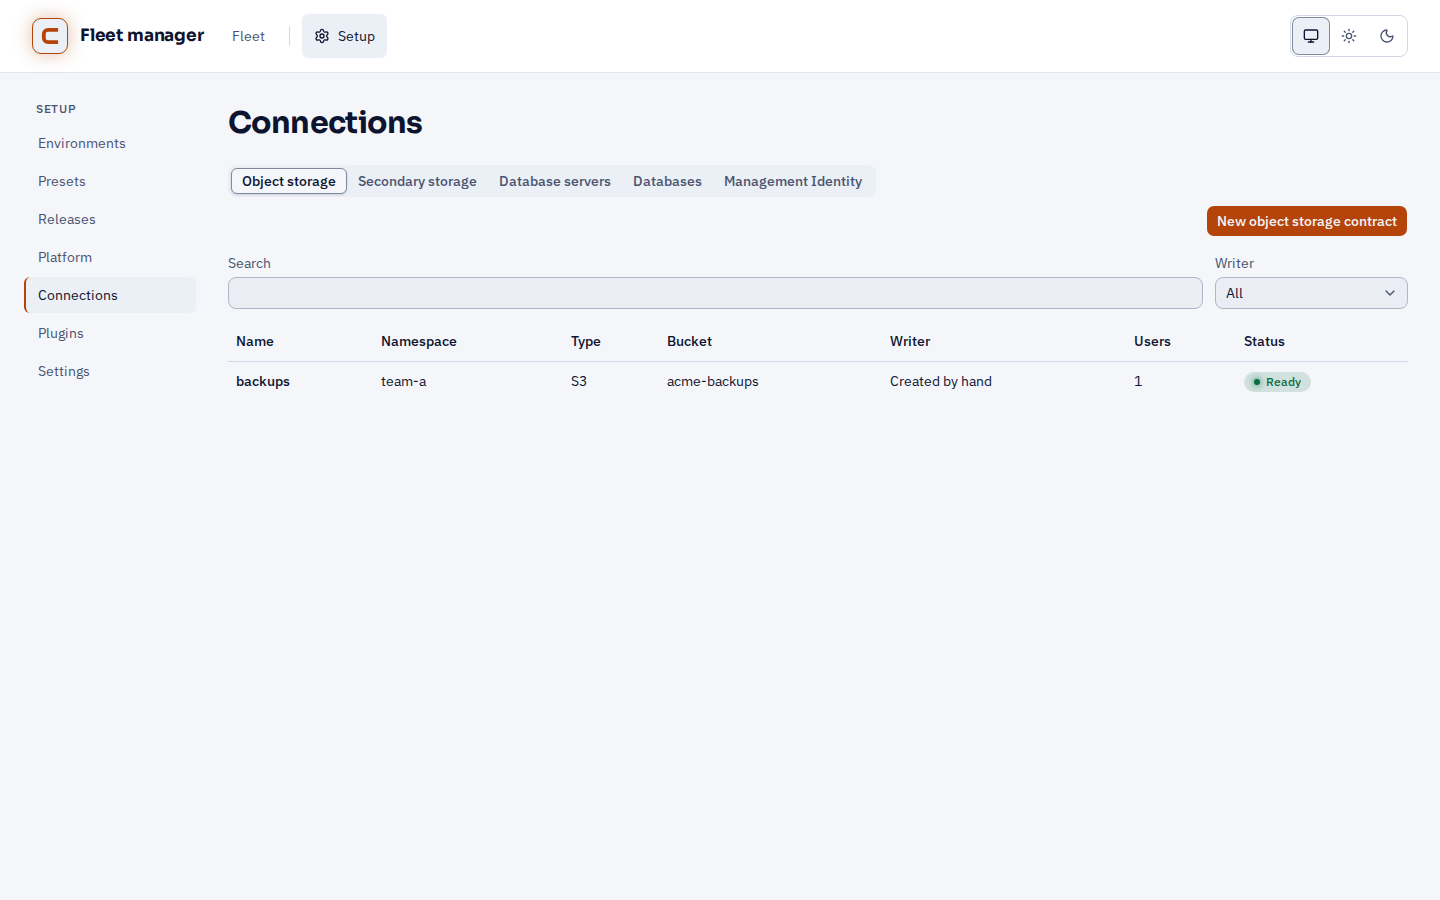 Fleet manager
Fleet
Setup
SETUP
Environments
Presets
Releases
Platform
Connections
Plugins
Settings
Connections
Object storage Secondary storage Database servers Databases Management Identity
New object storage contract
Search
Writer
All
Name Namespace Type Bucket Writer Users Status
backups team-a S3 acme-backups Created by hand 1 Ready